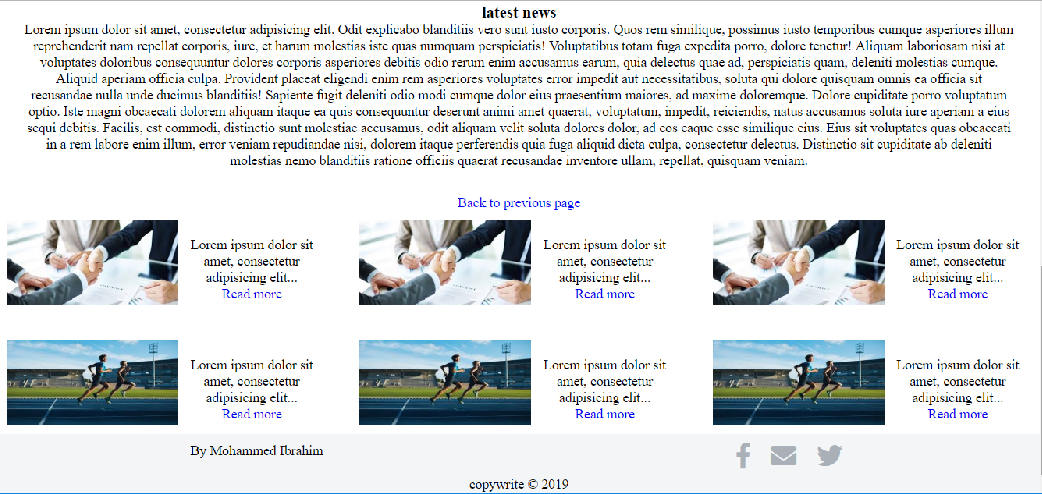 latest news
Lorem ipsum dolor sit amet, consectetur adipisicing elit. Odit explicabo blanditiis vero sunt iusto corporis. Quos rem similique, possimus iusto temporibus cumque asperiores illum
reprehenderit nam repellat corporis, iure, et harum molestias iste quas numquam perspiciatis! Voluptatibus totam fuga expedita porro, dolore tenetur! Aliquam laboriosam nisi at
voluptates doloribus consequuntur dolores corporis asperiores debitis odio rerum enim accusamus earum, quia delectus quae ad, perspiciatis quam, deleniti molestias cumque.
Aliquid aperiam officia culpa. Provident placeat eligendi enim rem asperiores voluptates error impedit aut necessitatibus, soluta qui dolore quisquam omnis ea officia sit
recusandae nulla unde ducimus blanditiis! Sapiente fugit deleniti odio modi cumque dolor eius praesentium maiores, ad maxime doloremque. Dolore cupiditate porro voluptatum
optio. Iste magni obcaecati dolorem aliquam itaque ea quis consequuntur deserunt animi amet quaerat, voluptatum, impedit, reiciendis, natus accusamus soluta iure aperiam a eius
sequi debitis. Facilis, est commodi, distinctio sunt molestiae accusamus, odit aliquam velit soluta dolores dolor, ad eos eaque esse similique eius. Eius sit voluptates quas obcaecati
in a rem labore enim illum, error veniam repudiandae nisi, dolorem itaque perferendis quia fuga aliquid dicta culpa, consectetur delectus. Distinctio sit cupiditate ab deleniti
molestias nemo blanditiis ratione officiis quaerat recusandae inventore ullam, repellat, quisquam veniam.
Back to previous page
Lorem ipsum dolor sit
amet, consectetur
adipisicing elit...
Read more
Lorem ipsum dolor sit
amet, consectetur
adipisicing elit...
Read more
Lorem ipsum dolor sit
amet, consectetur
adipisicing elit...
Read more
Lorem ipsum dolor sit
amet, consectetur
adipisicing elit...
Read more
Lorem ipsum dolor sit
amet, consectetur
adipisicing elit...
Read more
Lorem ipsum dolor sit
amet, consectetur
adipisicing elit...
Read more
By Mohammed Ibrahim
copywrite © 2019